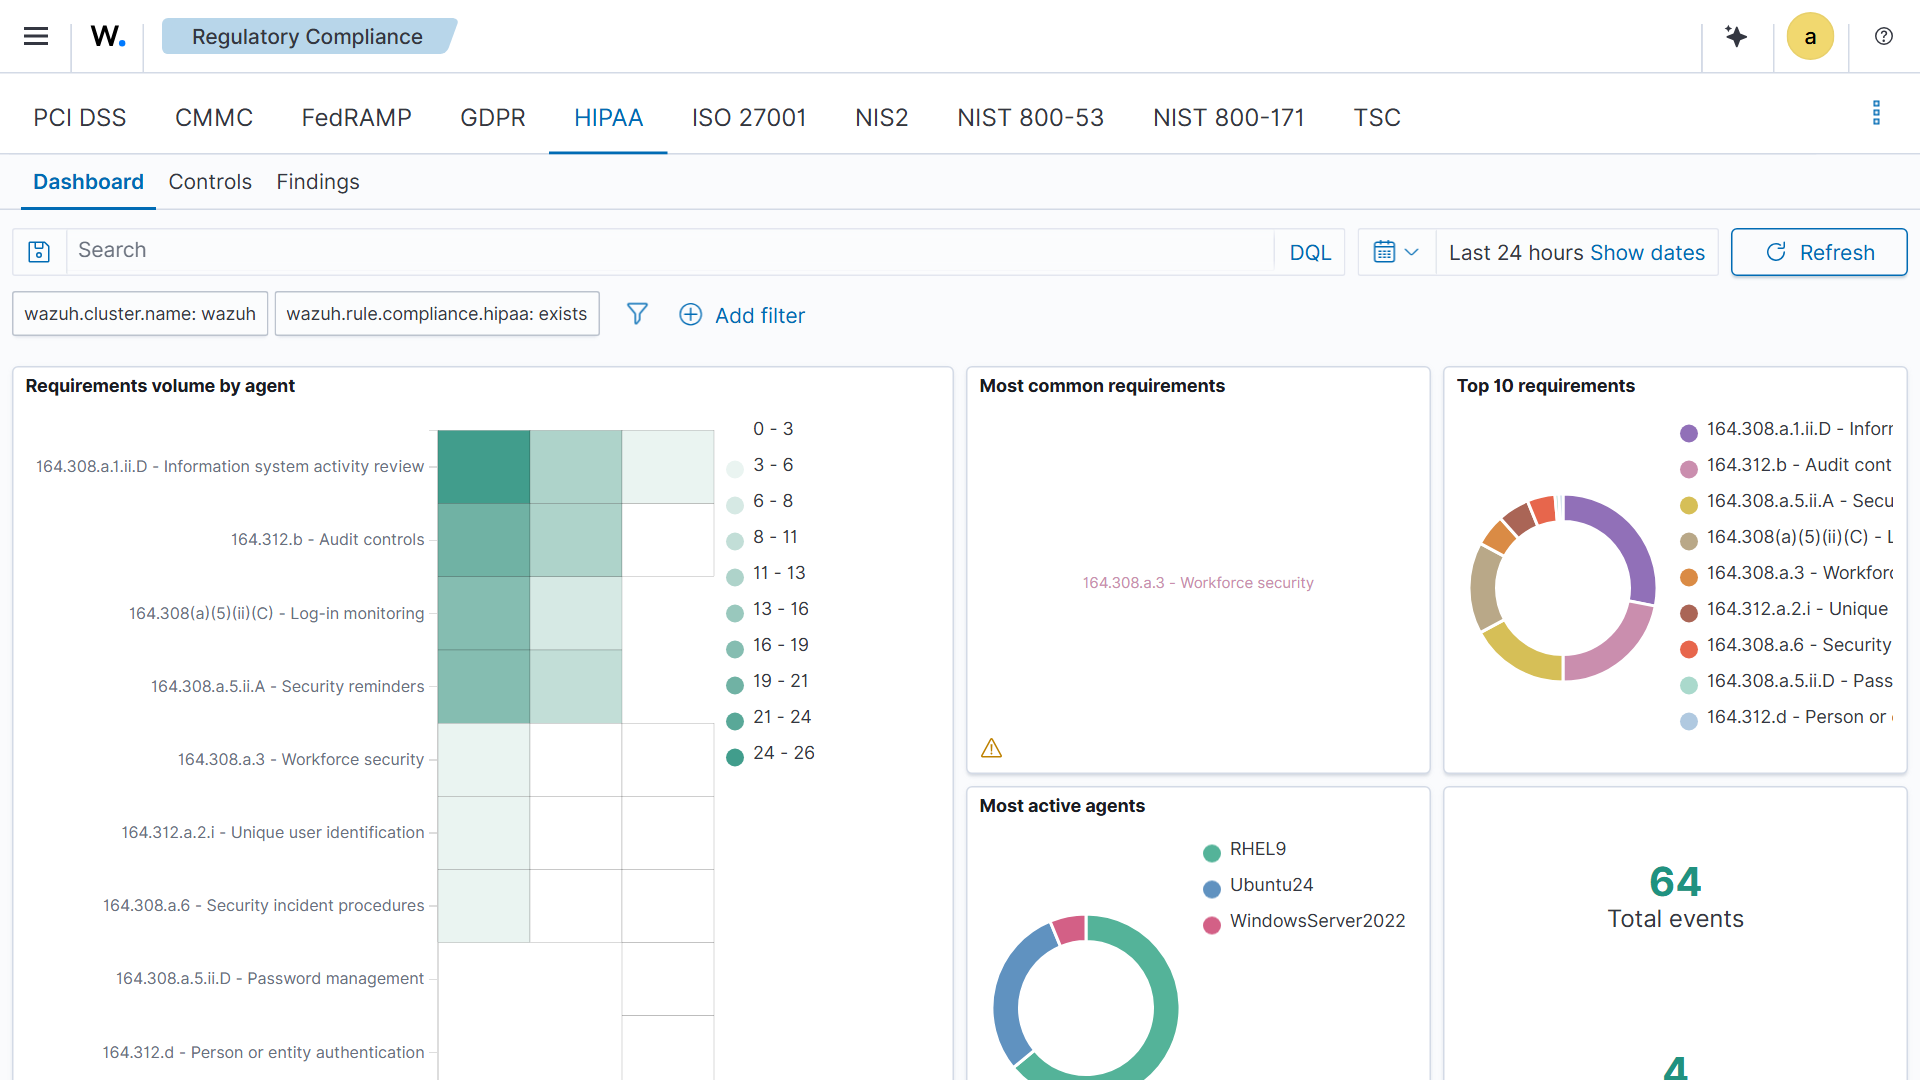 W.
Regulatory Compliance
a
PCI DSS
CMMC
FedRAMP
GDPR
HIPAA
ISO 27001
NIS2
NIST 800-53
NIST 800-171
TSC
Dashboard
Controls
Findings
Search
DQL
Last 24 hours Show dates
Refresh
wazuh.cluster.name: wazuh
wazuh.rule.compliance.hipaa: exists
Add filter
Requirements volume by agent
164.308.a.1.ii.D - Information system activity review
164.312.b - Audit controls
164.308(a)(5)(ii)(C) - Log-in monitoring
164.308.a.5.ii.A - Security reminders
164.308.a.3 - Workforce security
164.312.a.2.i - Unique user identification
164.308.a.6 - Security incident procedures
164.308.a.5.ii.D - Password management
164.312.d - Person or entity authentication
0 - 3
3 - 6
6 - 8
8 - 11
11 - 13
13 - 16
16 - 19
19 - 21
21 - 24
24 - 26
Most common requirements
164.308.a.3 - Workforce security
Top 10 requirements
164.308.a.1.ii.D - Infor
164.312.b - Audit cont
164.308.a.5.ii.A - Secu
164.308(a)(5)(ii)(C) - L
164.308.a.3 - Workforc
164.312.a.2.i - Unique
164.308.a.6 - Security
164.308.a.5.ii.D - Pass
164.312.d - Person or
Most active agents
RHEL9
Ubuntu24
WindowsServer2022
64
Total events
4